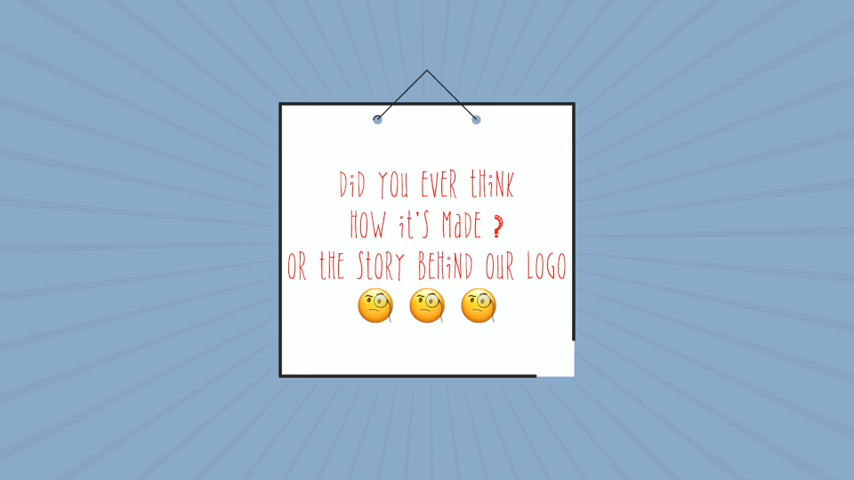 DiD YOU EVER tHiNK
HOW it'S MaDE ?
OR tHE StORY BEHiND OUR LOGO
🧐 🧐 🧐